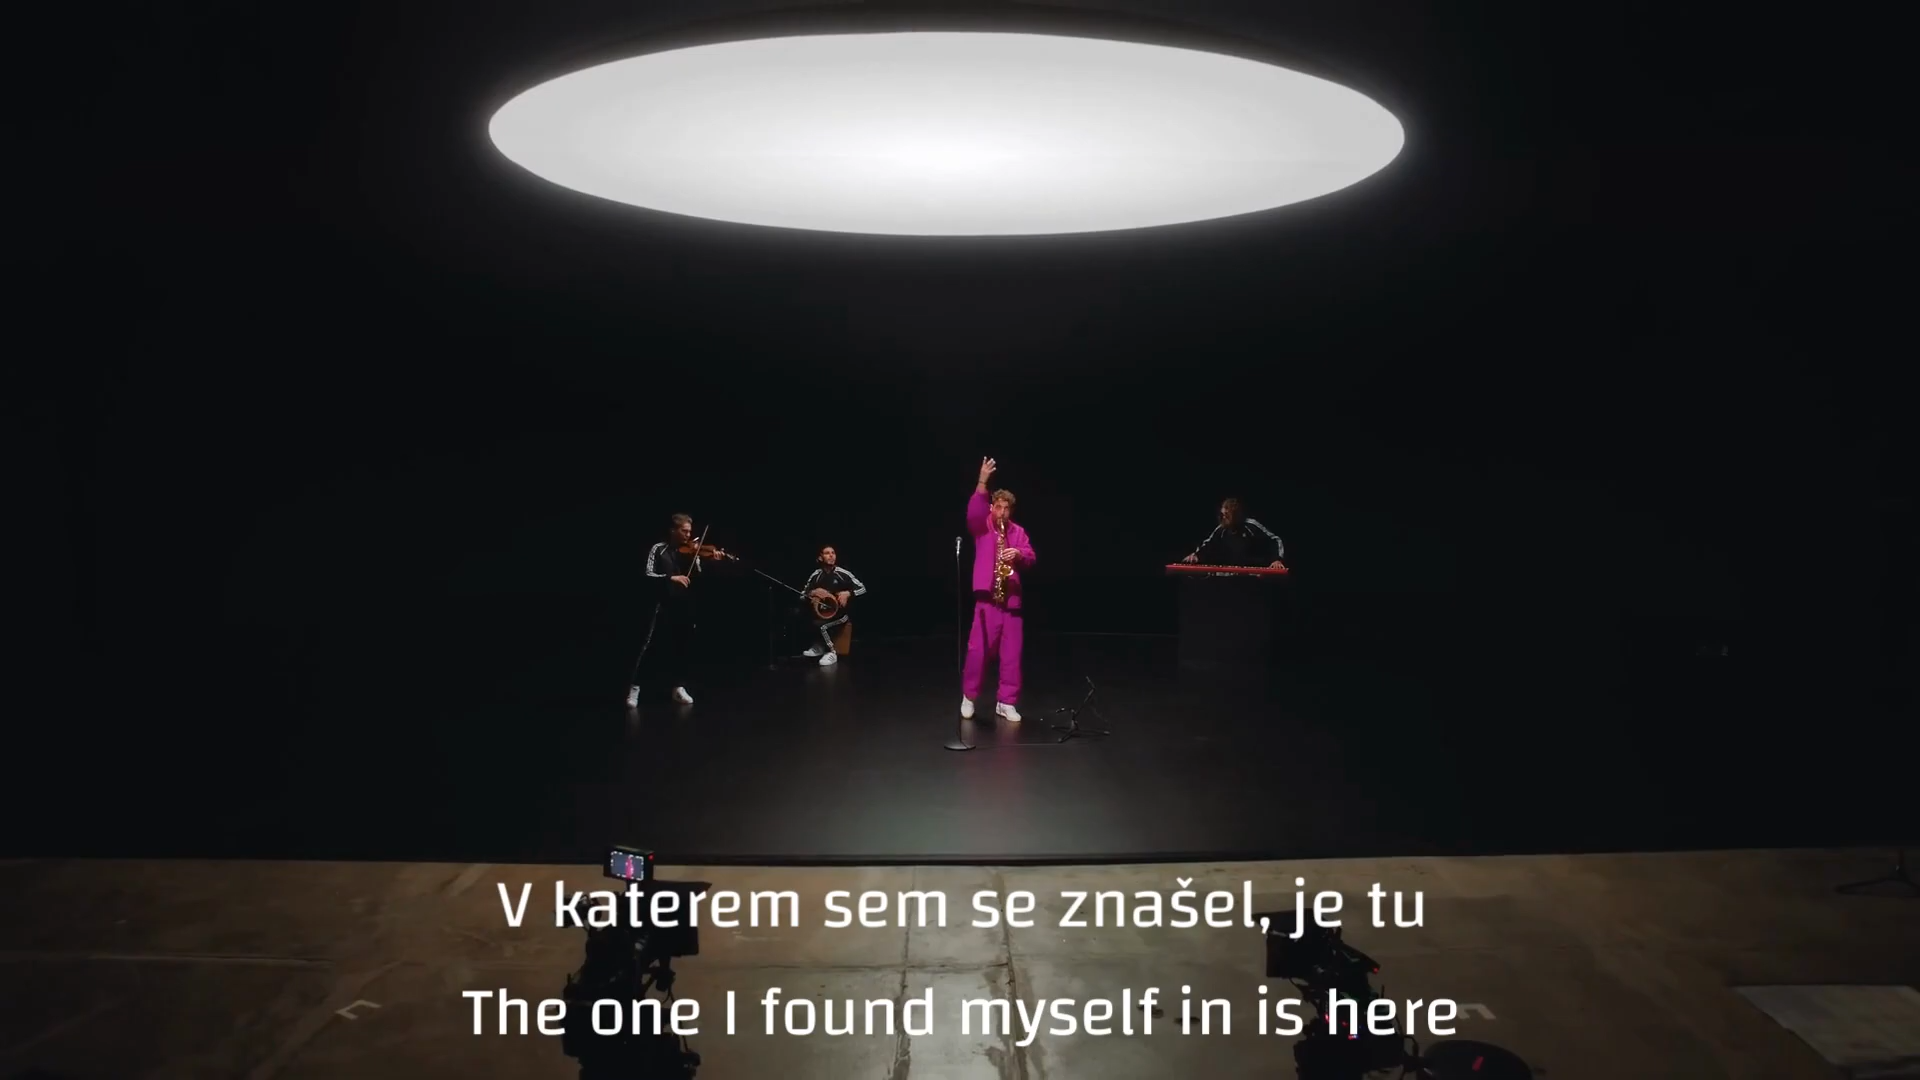 V katerem sem se znašel, je tu
The one I found myself in is here